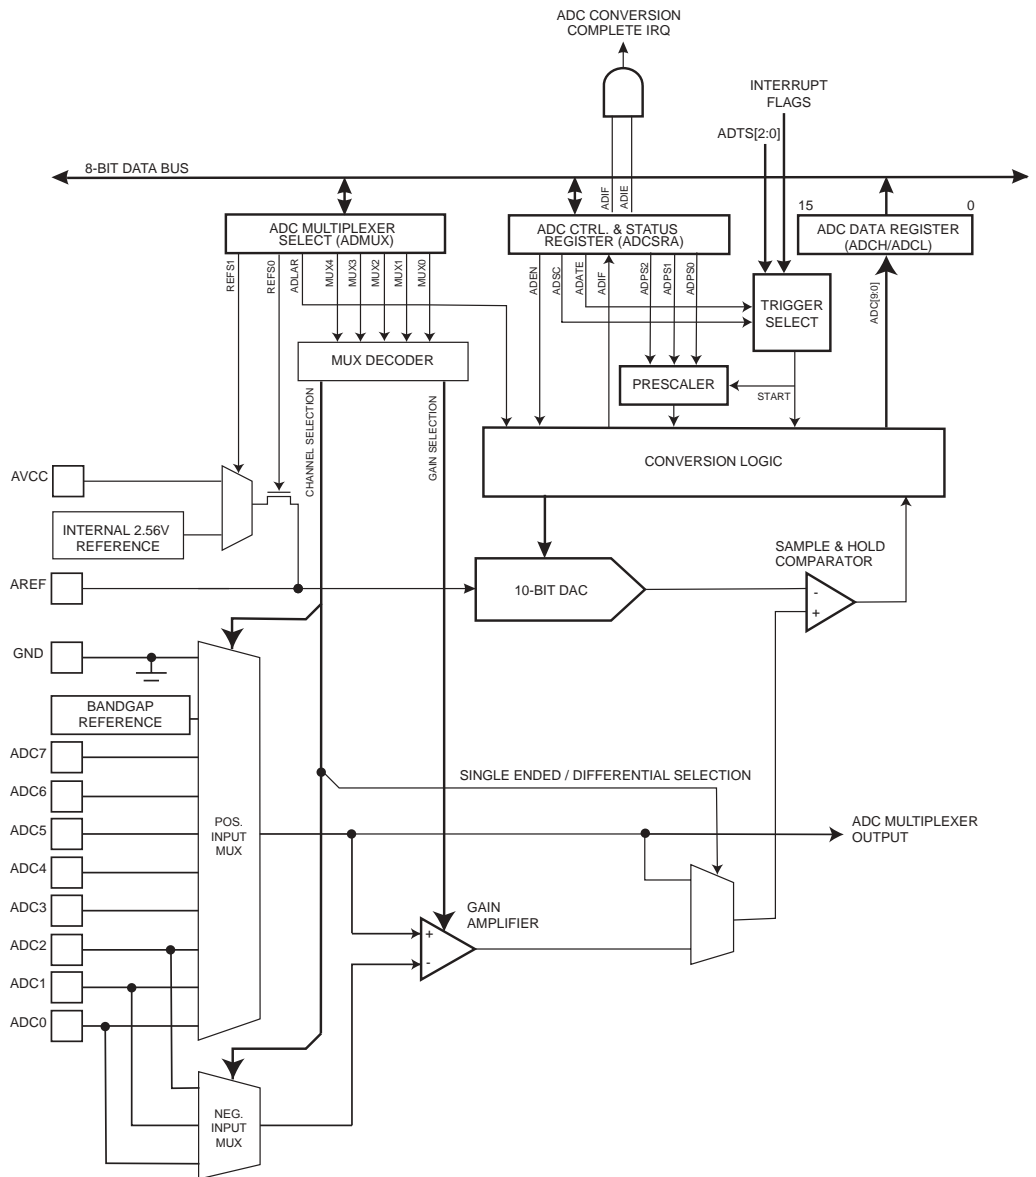 ADC CONVERSION
COMPLETE IRQ
INTERRUPT
FLAGS
ADTS[2:0]
8-BIT DATA BUS
ADIF
ADIE
15
0
ADC MULTIPLEXER
SELECT (ADMUX)
ADC CTRL. & STATUS
REGISTER (ADCSRA)
ADC DATA REGISTER
(ADCH/ADCL)
REFS1
REFS0
ADLAR
MUX4
MUX3
MUX2
MUX1
MUX0
ADEN
ADSC
ADATE
ADIF
ADPS2
ADPS1
ADPS0
ADC[9:0]
TRIGGER
SELECT
MUX DECODER
PRESCALER
START
CHANNEL SELECTION
GAIN SELECTION
CONVERSION LOGIC
AVCC
INTERNAL 2.56V
REFERENCE
SAMPLE & HOLD
COMPARATOR
AREF
10-BIT DAC
-
+
GND
BANDGAP
REFERENCE
ADC7
SINGLE ENDED / DIFFERENTIAL SELECTION
ADC6
ADC5
POS.
INPUT
MUX
ADC MULTIPLEXER
OUTPUT
ADC4
ADC3
GAIN
AMPLIFIER
+
-
ADC2
ADC1
ADC0
NEG.
INPUT
MUX